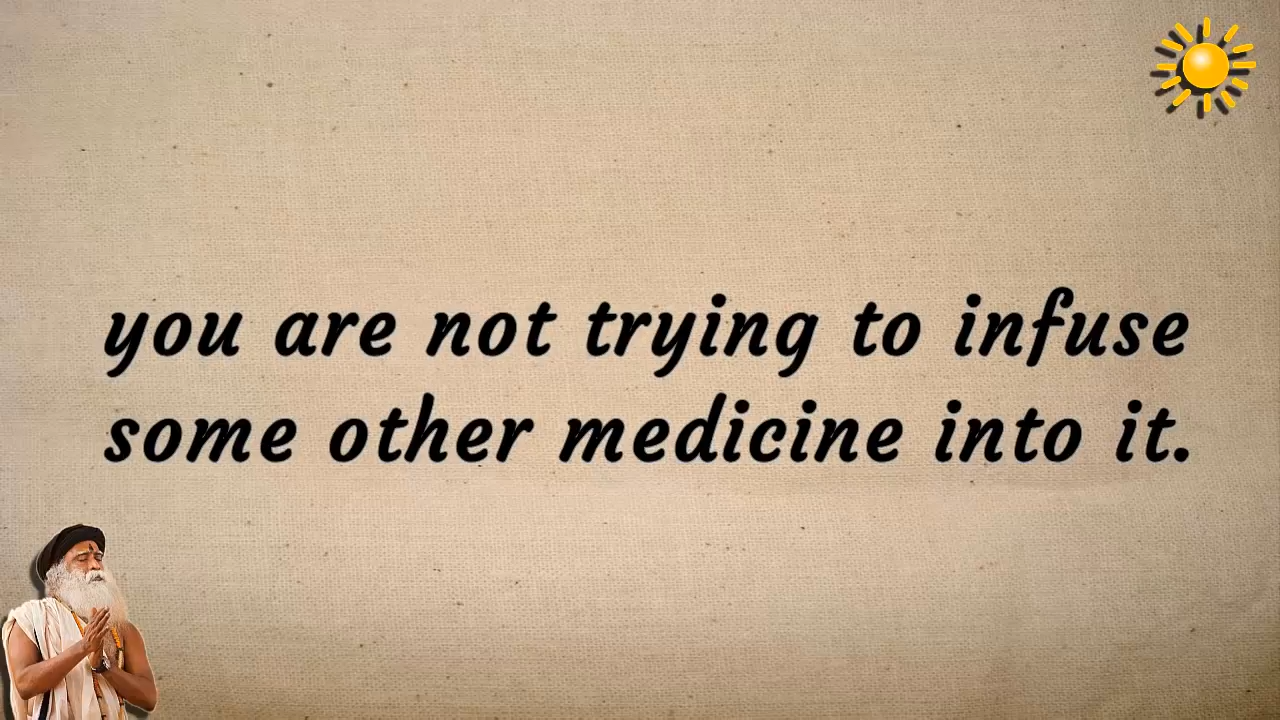 you are not trying to infuse
some other medicine into it.